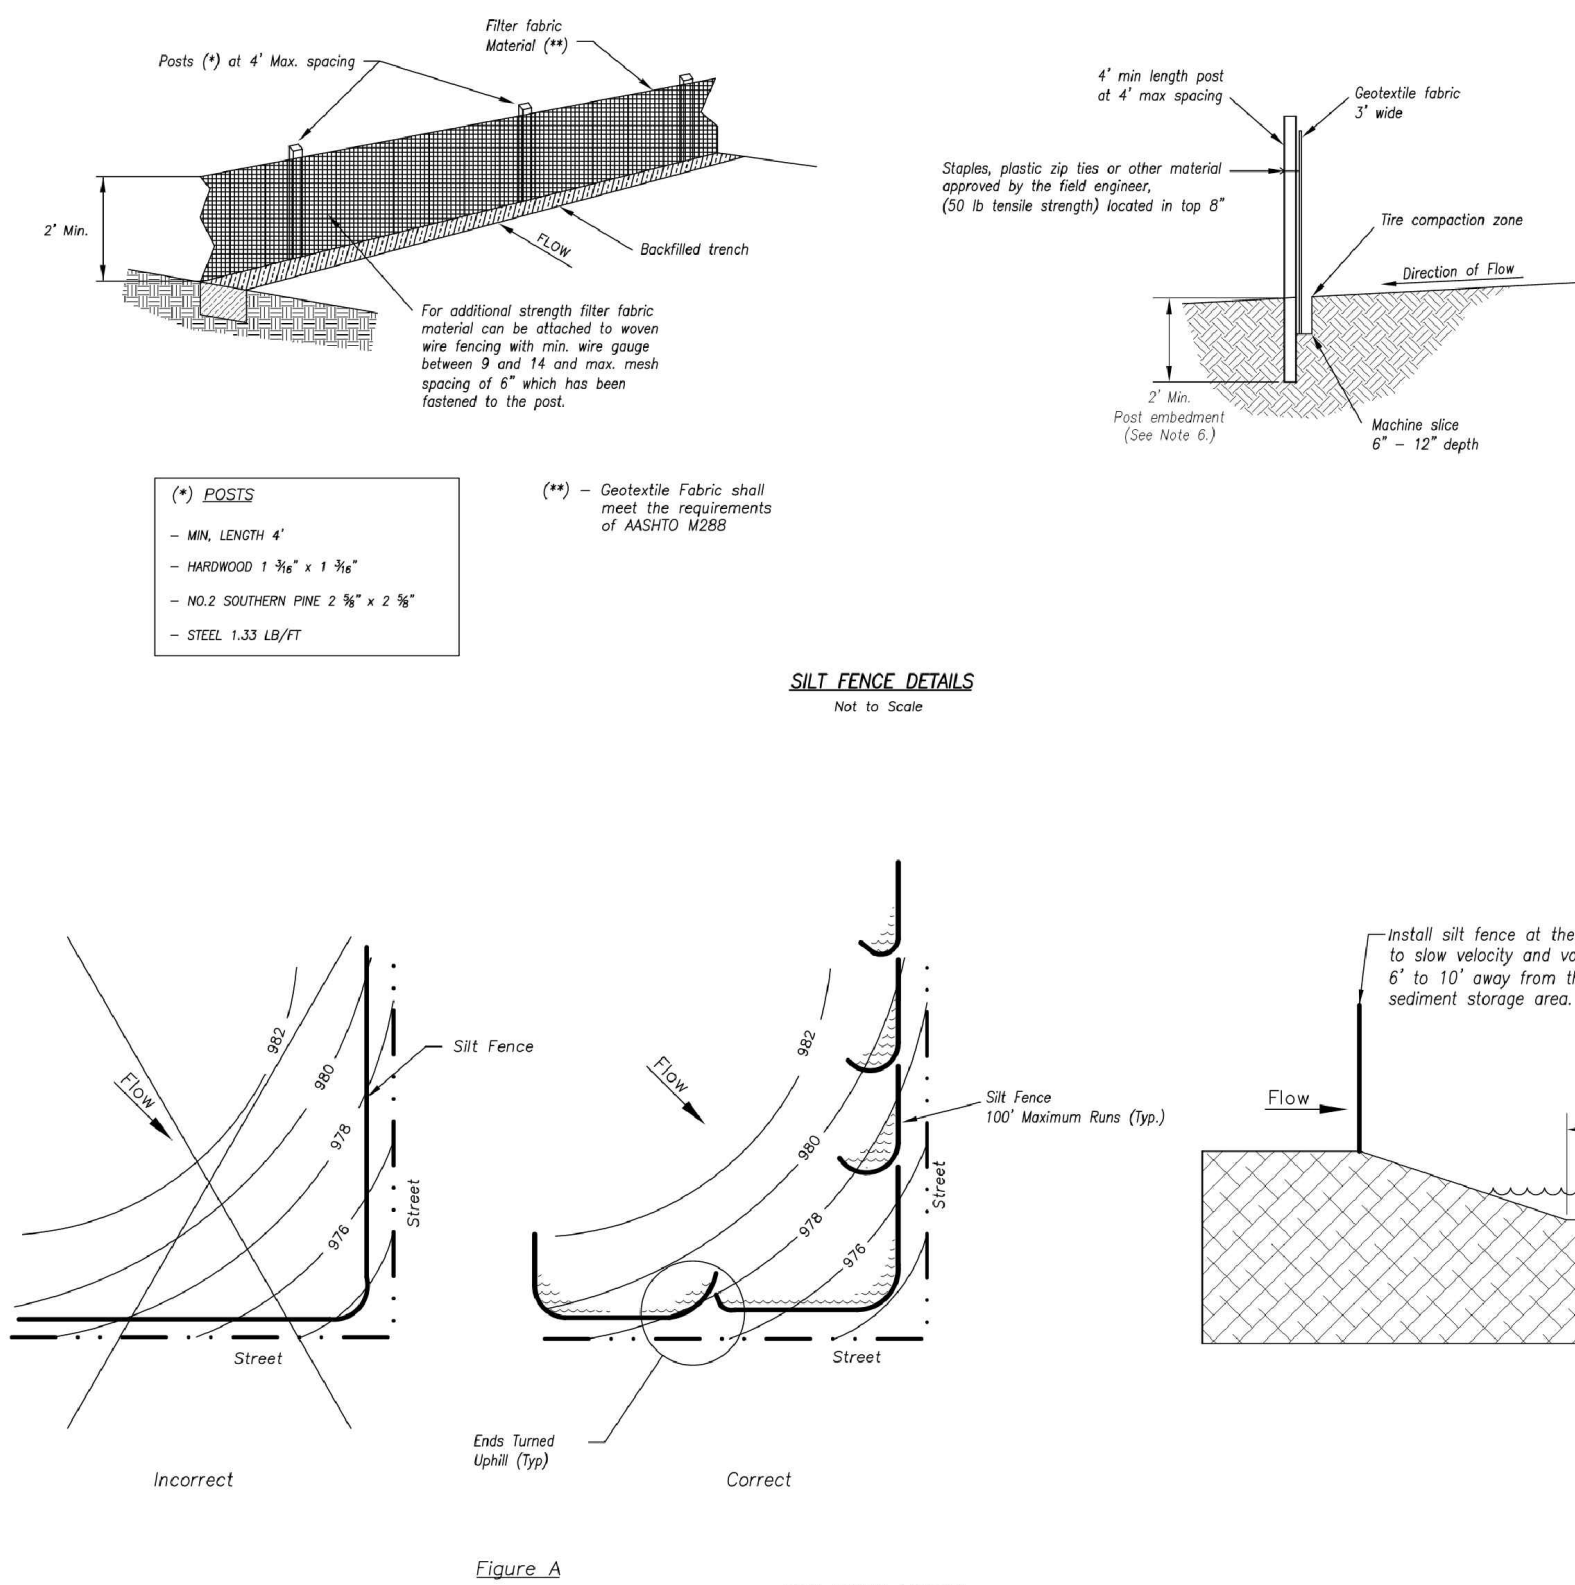 Filter fabric
Material (**)
Posts (*) at 4' Max. spacing
2' Min.
FLOW
Backfilled trench
For additional strength filter fabric
material can be attached to woven
wire fencing with min. wire gauge
between 9 and 14 and max. mesh
spacing of 6" which has been
fastened to the post.
4' min length post
at 4' max spacing
Geotextile fabric
3' wide
Staples, plastic zip ties or other material
approved by the field engineer,
(50 lb tensile strength) located in top 8"
Tire compaction zone
Direction of Flow
2' Min.
Post embedment
(See Note 6.)
Machine slice
6" – 12" depth
(*) POSTS
– MIN, LENGTH 4'
– HARDWOOD 1 3/16" x 1 3/16"
– NO.2 SOUTHERN PINE 2 5/8" x 2 5/8"
– STEEL 1.33 LB/FT
(**) – Geotextile Fabric shall
meet the requirements
of AASHTO M288
SILT FENCE DETAILS
Not to Scale
982
980
978
976
Flow
Silt Fence
Street
Street
Incorrect
982
980
978
976
Flow
Silt Fence
100' Maximum Runs (Typ.)
Street
Street
Ends Turned
Uphill (Typ)
Correct
Install silt fence at the
to slow velocity and
6' to 10' away from
sediment storage area.
Flow
Figure A